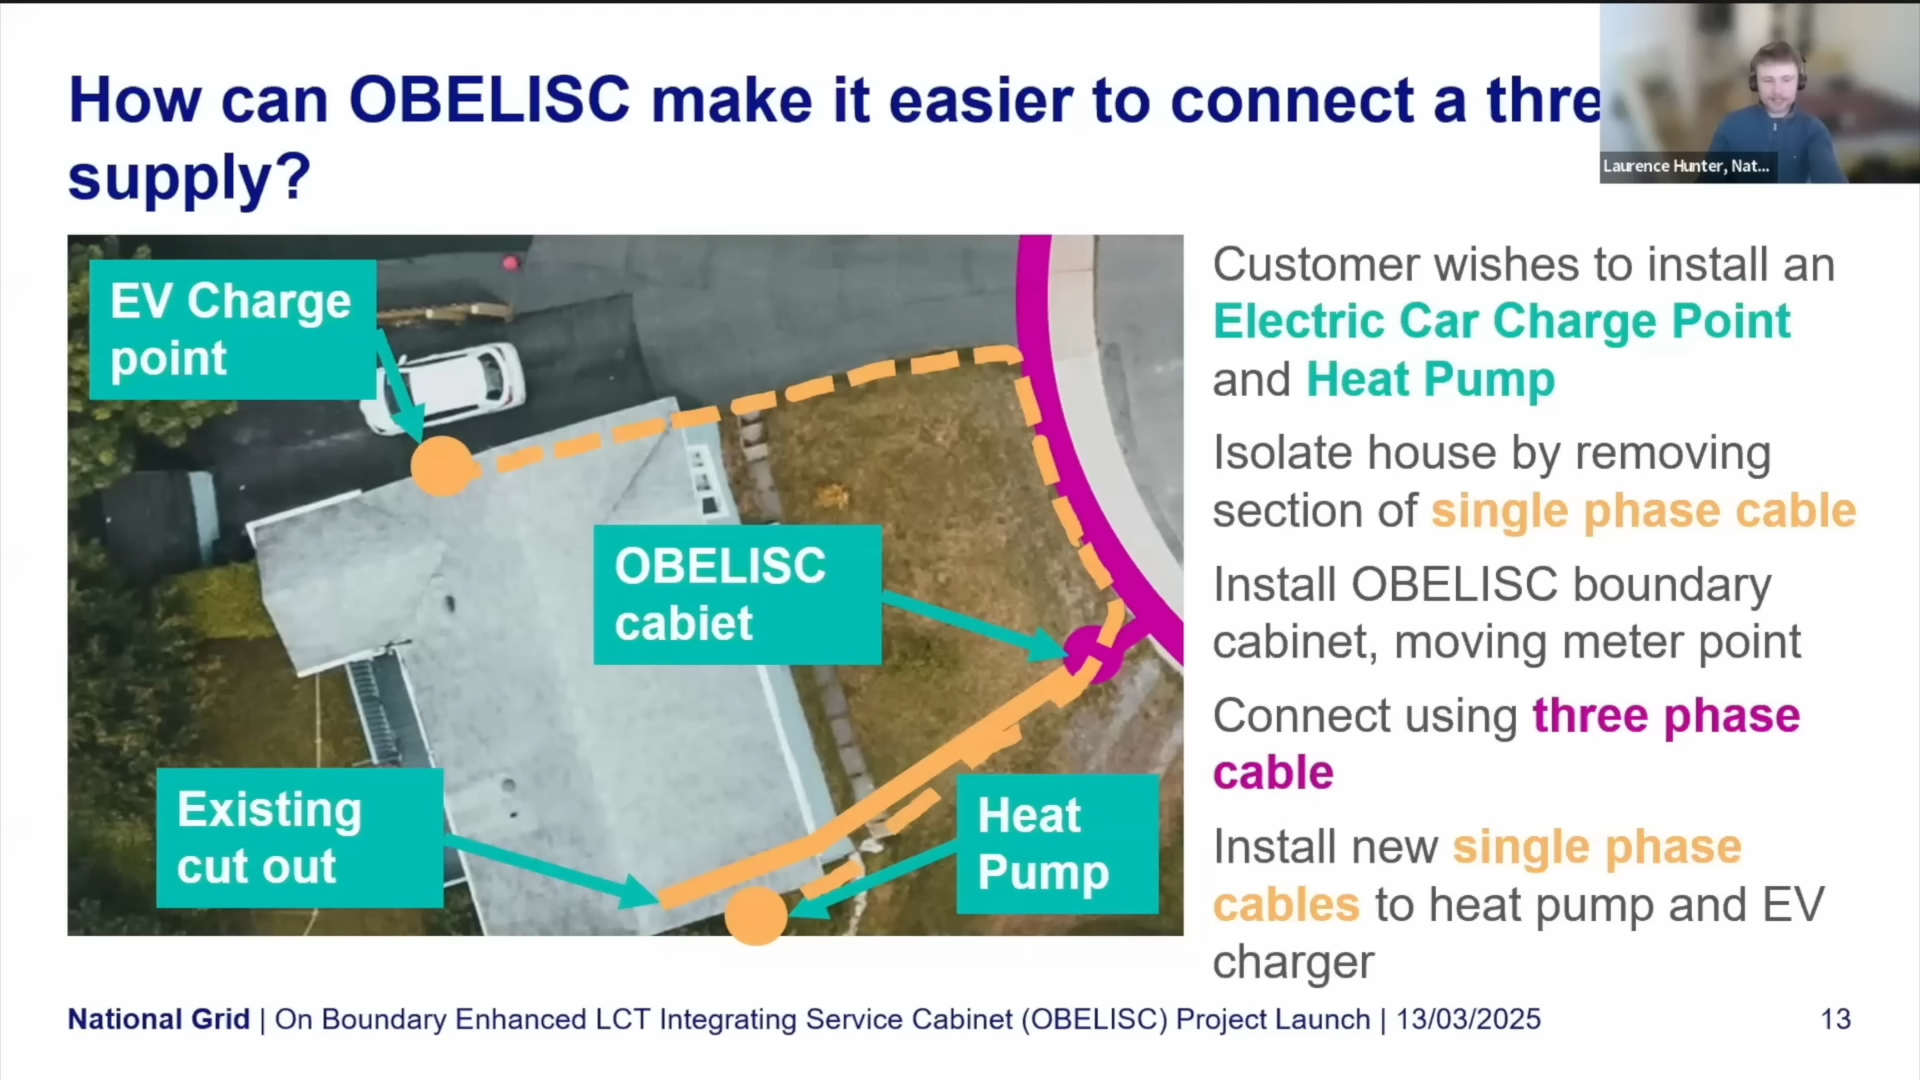 How can OBELISC make it easier to connect a thre
supply?
Laurence Hunter, Nat...
EV Charge
point
OBELISC
cabiet
Existing
cut out
Heat
Pump
Customer wishes to install an
Electric Car Charge Point
and Heat Pump
Isolate house by removing
section of single phase cable
Install OBELISC boundary
cabinet, moving meter point
Connect using three phase
cable
Install new single phase
cables to heat pump and EV
charger
National Grid | On Boundary Enhanced LCT Integrating Service Cabinet (OBELISC) Project Launch | 13/03/2025
13